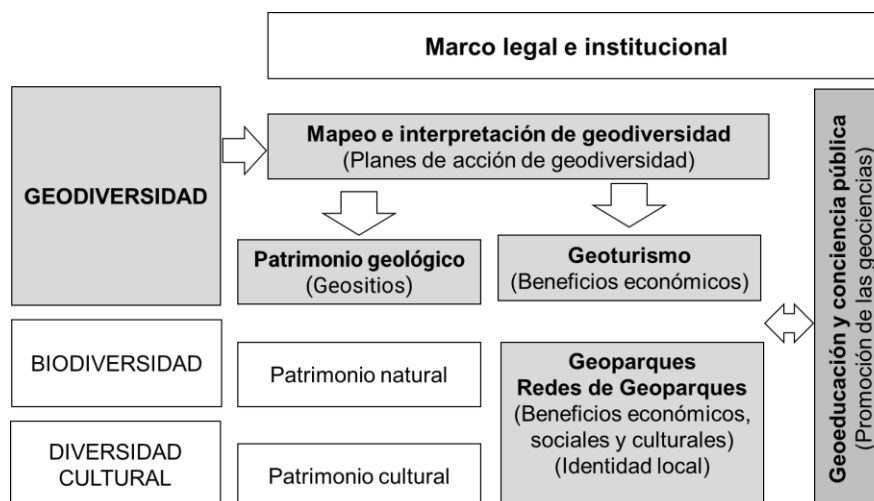 Marco legal e institucional
GEODIVERSIDAD
Mapeo e interpretación de geodiversidad
(Planes de acción de geodiversidad)
Patrimonio geológico
(Geositios)
Geoturismo
(Beneficios económicos)
BIODIVERSIDAD
Patrimonio natural
Geoparques
Redes de Geoparques
(Beneficios económicos,
sociales y culturales)
(Identidad local)
DIVERSIDAD
CULTURAL
Patrimonio cultural
Geoeducación y conciencia pública
(Promoción de las geociencias)